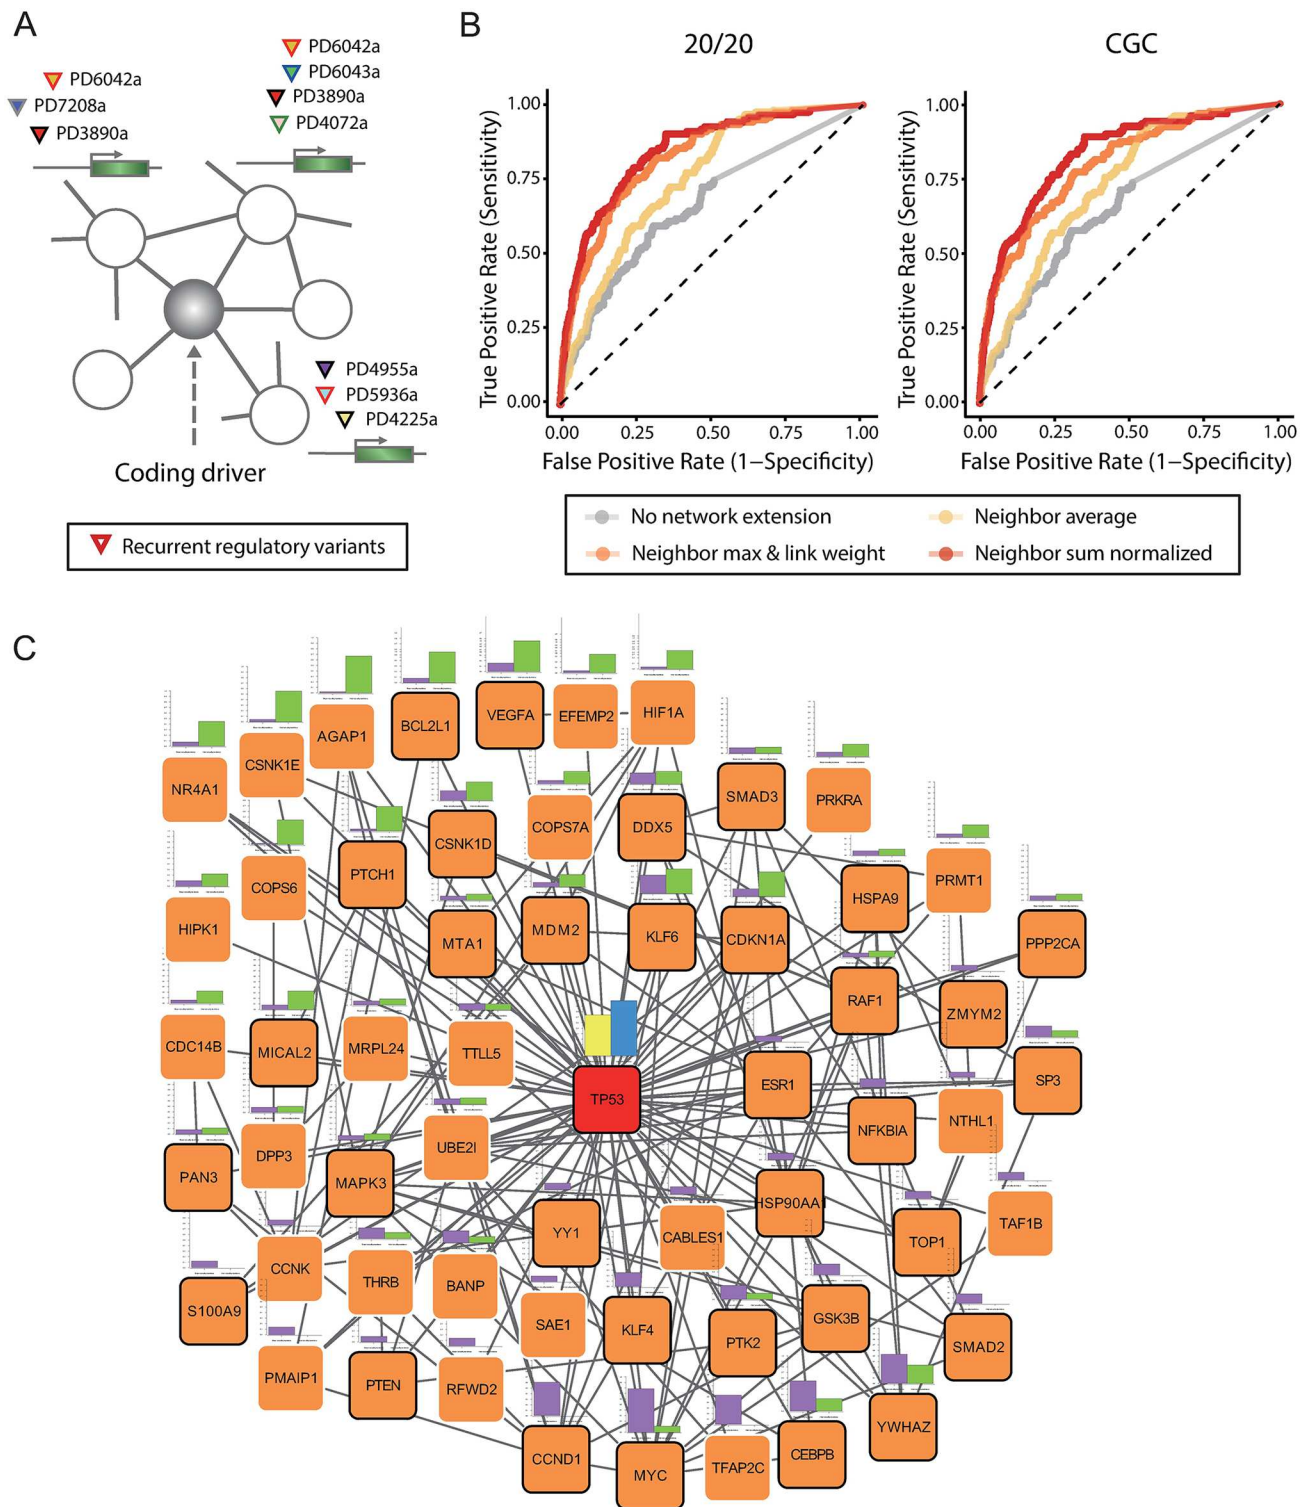 A
PD6042a
PD7208a
PD3890a
PD6042a
PD6043a
PD3890a
PD4072a
PD4955a
PD5936a
PD4225a
Coding driver
Recurrent regulatory variants
B
20/20
CGC
True Positive Rate (Sensitivity)
1.00
0.75
0.50
0.25
0.00
0.00 0.25 0.50 0.75 1.00
False Positive Rate (1−Specificity)
True Positive Rate (Sensitivity)
1.00
0.75
0.50
0.25
0.00
0.00 0.25 0.50 0.75 1.00
False Positive Rate (1−Specificity)
No network extension
Neighbor average
Neighbor max & link weight
Neighbor sum normalized
C
NR4A1
CSNK1E
AGAP1
BCL2L1
VEGFA
EFEMP2
HIF1A
SMAD3
PRKRA
COPS6
PTCH1
CSNK1D
COPS7A
DDX5
HSPA9
PRMT1
HIPK1
MTA1
MDM2
KLF6
CDKN1A
PPP2CA
RAF1
ZMYM2
CDC14B
MICAL2
MRPL24
TTLL5
TP53
ESR1
SP3
NFKBIA
NTHL1
PAN3
DPP3
MAPK3
UBE2I
YY1
CABLES1
HSP90AA1
TOP1
TAF1B
S100A9
CCNK
THRB
BANP
SAE1
KLF4
PTK2
GSK3B
SMAD2
PMAIP1
PTEN
RFWD2
CCND1
MYC
TFAP2C
CEBPB
YWHAZ